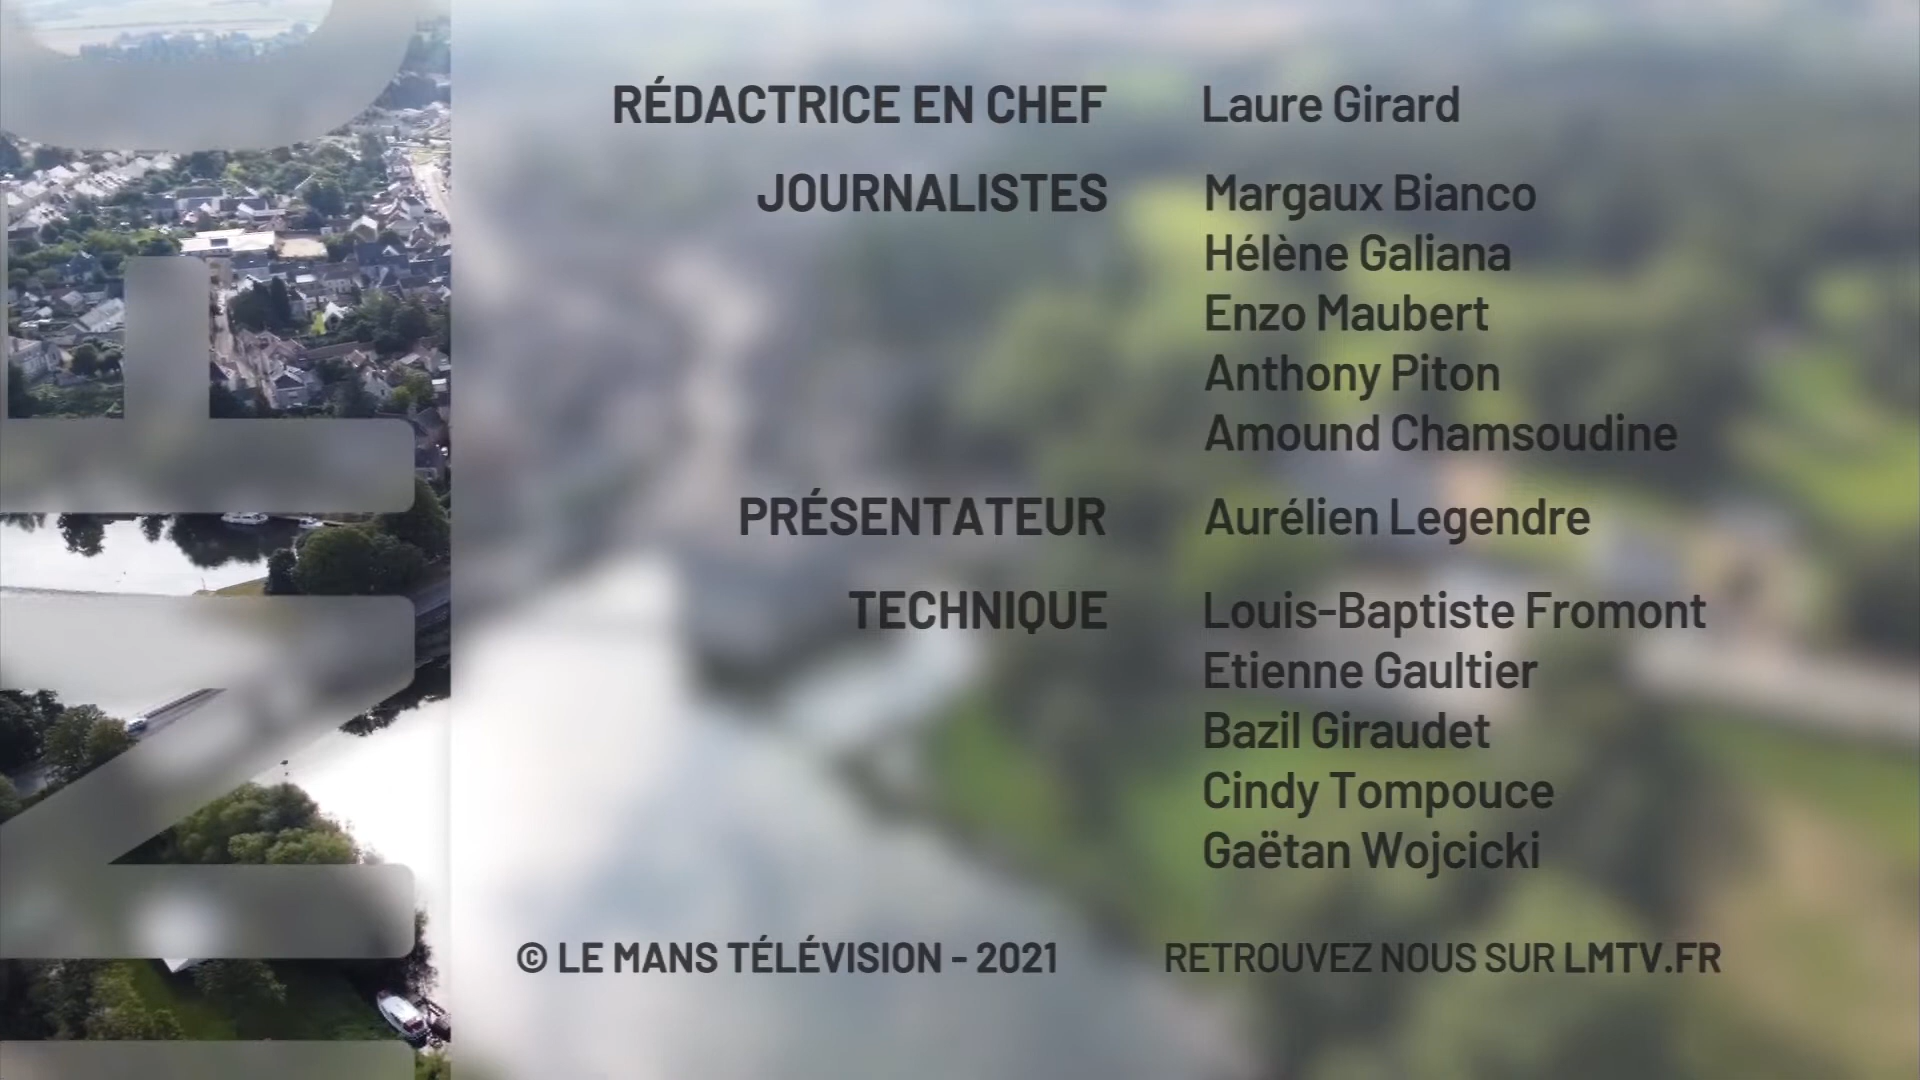 RÉDACTRICE EN CHEF Laure Girard
JOURNALISTES Margaux Bianco
Hélène Galiana
Enzo Maubert
Anthony Piton
Amound Chamsoudine
PRÉSENTATEUR Aurélien Legendre
TECHNIQUE Louis-Baptiste Fromont
Etienne Gaultier
Bazil Giraudet
Cindy Tompouce
Gaëtan Wojcicki
© LE MANS TÉLÉVISION - 2021 RETROUVEZ NOUS SUR LMTV.FR